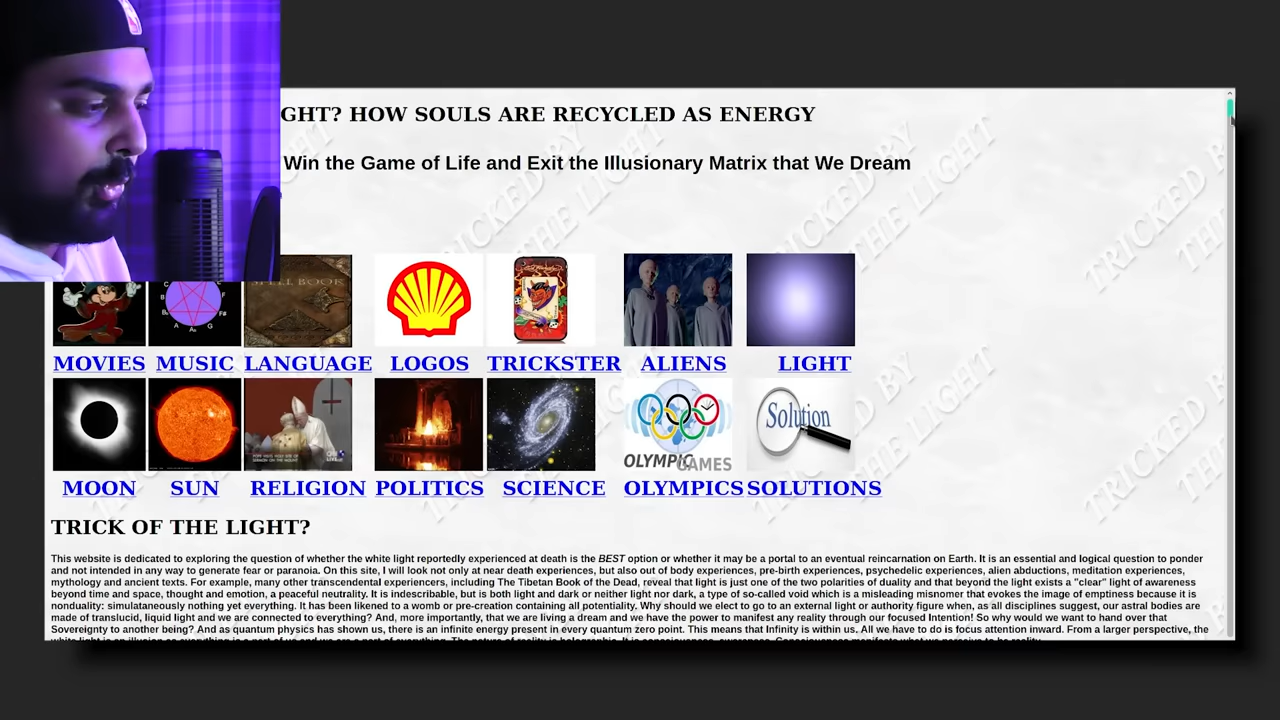 GHT? HOW SOULS ARE RECYCLED AS ENERGY
Win the Game of Life and Exit the Illusionary Matrix that We Dream
SPELL BOOK
MOVIES MUSIC LANGUAGE LOGOS TRICKSTER ALIENS LIGHT
OLYMPIC GAMES
Solution
MOON SUN RELIGION POLITICS SCIENCE OLYMPICS SOLUTIONS
TRICK OF THE LIGHT?
This website is dedicated to exploring the question of whether the white light reportedly experienced at death is the BEST option or whether it may be a portal to an eventual reincarnation on Earth. It is an essential and logical question to ponder
and not intended in any way to generate fear or paranoia. On this site, I will look not only at near death experiences, but also out of body experiences, pre-birth experiences, psychedelic experiences, alien abductions, meditation experiences,
mythology and ancient texts. For example, many other transcendental experiencers, including The Tibetan Book of the Dead, reveal that light is just one of the two polarities of duality and that beyond the light exists a "clear" light of awareness
beyond time and space, thought and emotion, a peaceful neutrality. It is indescribable, but is both light and dark or neither light nor dark, a type of so-called void which is a misleading misnomer that evokes the image of emptiness because it is
nonduality: simulataneously nothing yet everything. It has been likened to a womb or pre-creation containing all potentiality. Why should we elect to go to an external light or authority figure when, as all disciplines suggest, our astral bodies are
made of translucid, liquid light and we are connected to everything? And, more importantly, that we are living a dream and we have the power to manifest any reality through our focused Intention! So why would we want to hand over that
Sovereignty to another being? And as quantum physics has shown us, there is an infinite energy present in every quantum zero point. This means that Infinity is within us. All we have to do is focus attention inward. From a larger perspective, the
TRICKED BY
THE LIGHT